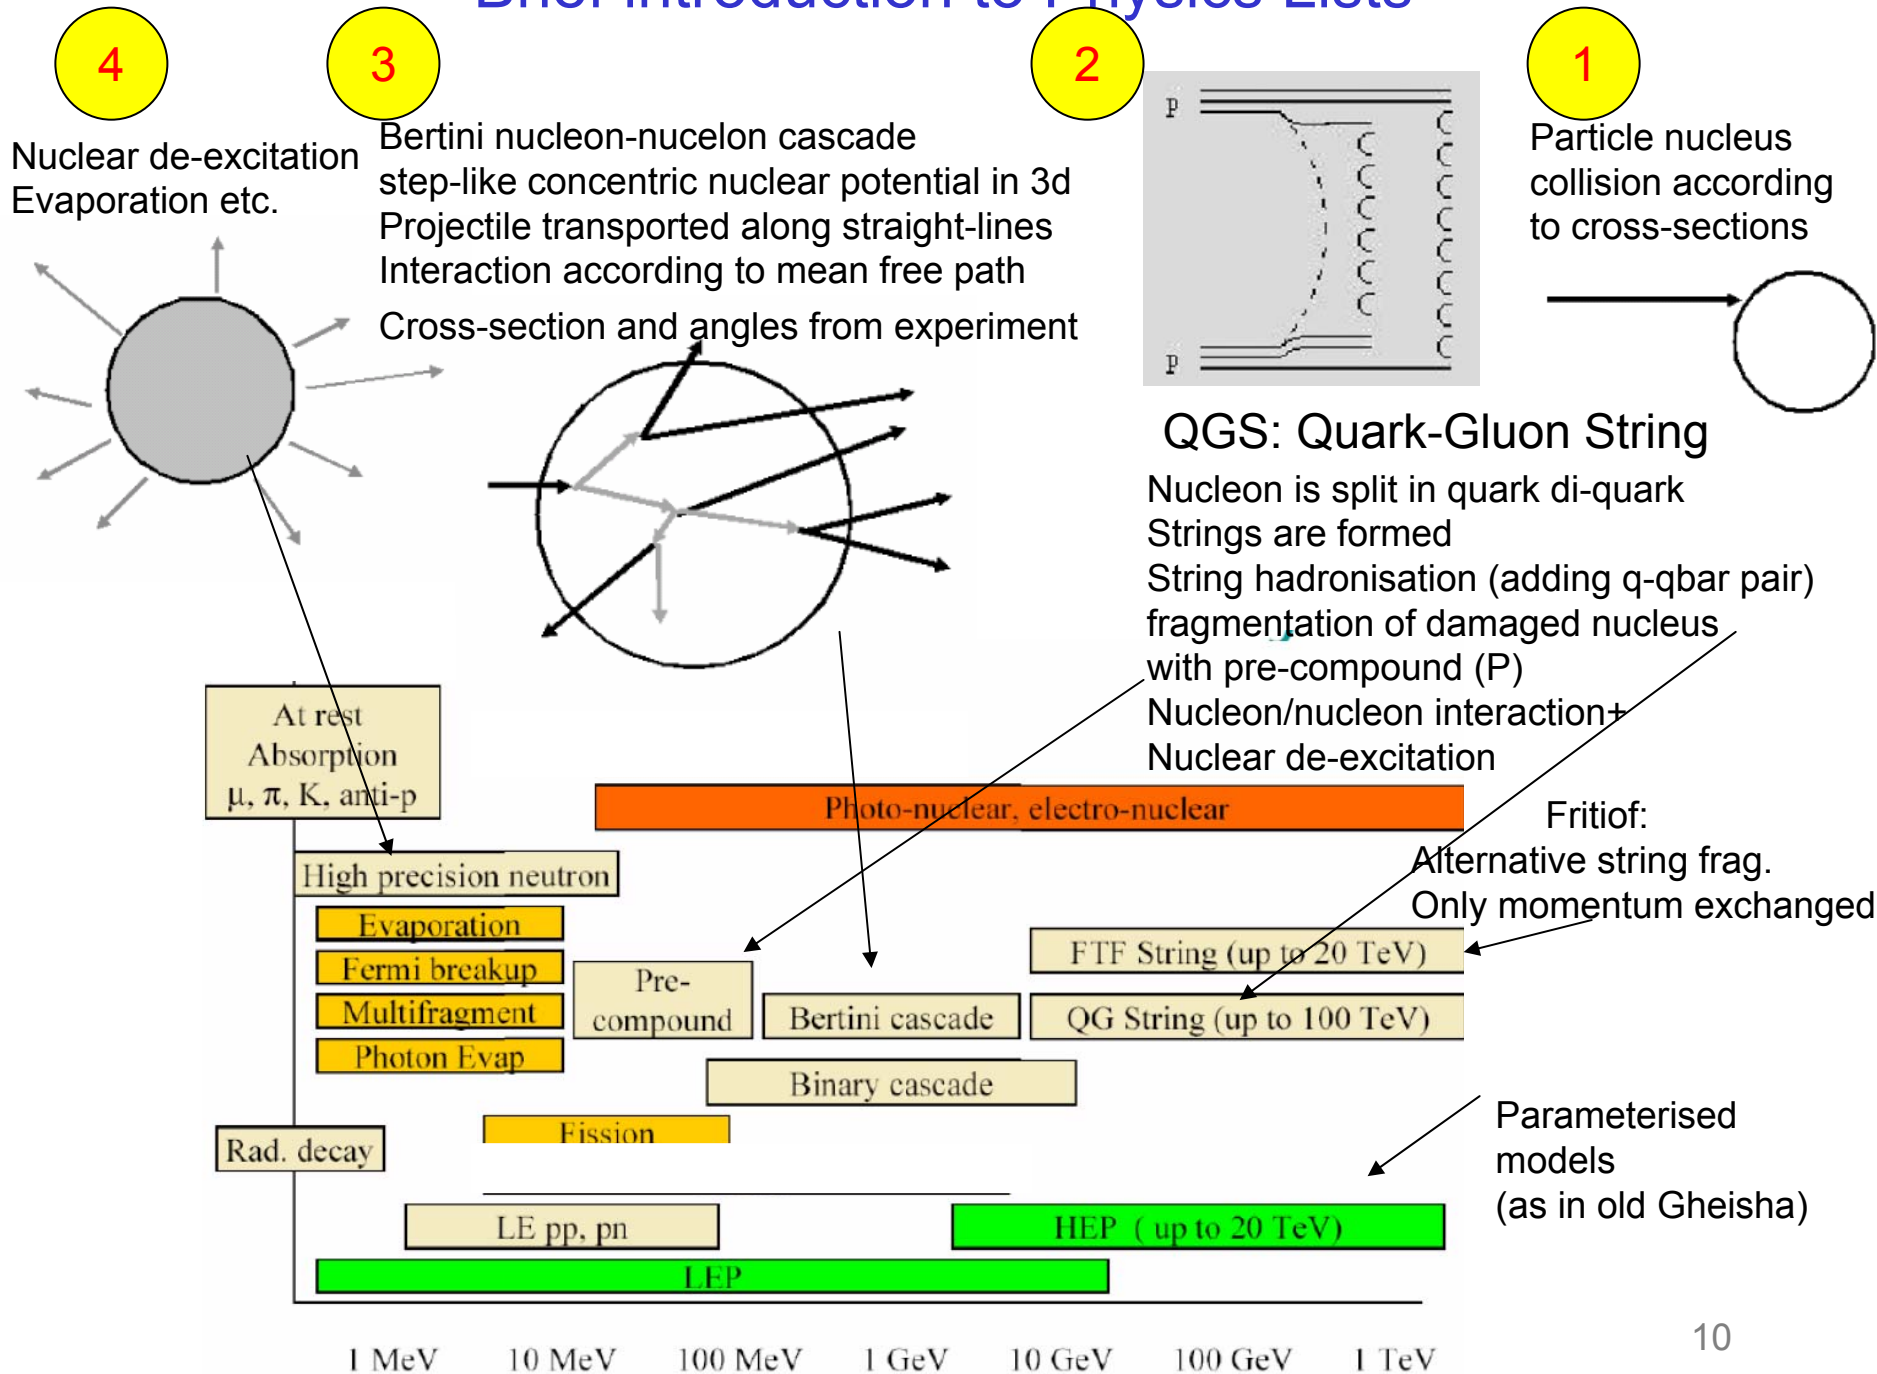 Brief Introduction to Physics Lists
4
3
2
1
Nuclear de-excitation
Evaporation etc.
Bertini nucleon-nucelon cascade
step-like concentric nuclear potential in 3d
Projectile transported along straight-lines
Interaction according to mean free path
Cross-section and angles from experiment
p
p
Particle nucleus
collision according
to cross-sections
QGS: Quark-Gluon String
Nucleon is split in quark di-quark
Strings are formed
String hadronisation (adding q-qbar pair)
fragmentation of damaged nucleus
with pre-compound (P)
Nucleon/nucleon interaction+
Nuclear de-excitation
At rest
Absorption
μ, π, K, anti-p
Photo-nuclear, electro-nuclear
Fritiof:
Alternative string frag.
Only momentum exchanged
High precision neutron
Evaporation
Fermi breakup
Multifragment
Photon Evap
Pre-
compound
Bertini cascade
FTF String (up to 20 TeV)
QG String (up to 100 TeV)
Binary cascade
Fission
Rad. decay
Parameterised
models
(as in old Gheisha)
LE pp, pn
HEP ( up to 20 TeV)
LEP
1 MeV 10 MeV 100 MeV 1 GeV 10 GeV 100 GeV 1 TeV
10